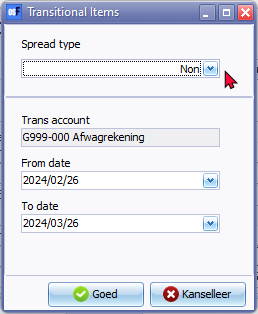 Transitional Items
Spread type
Non
Trans account
G999-000 Afwagrekening
From date
2024/02/26
To date
2024/03/26
Goed
Kanselleer